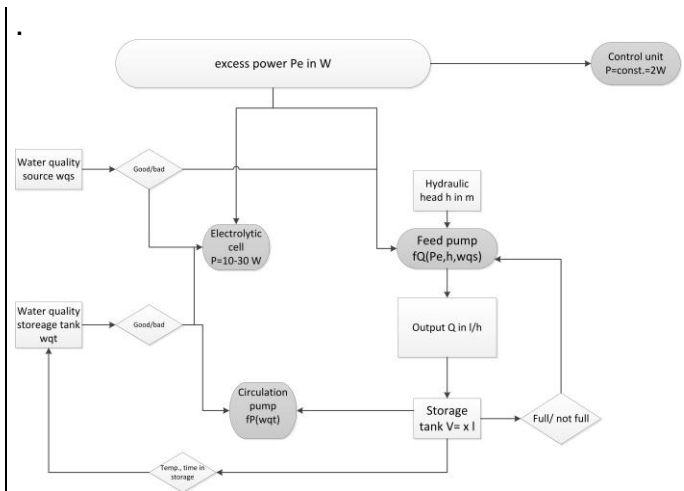 .
excess power Pe in W
Control unit
P=const.=2W
Water quality
source wqs
Good/bad
Hydraulic
head h in m
Electrolytic
cell
P=10-30 W
Feed pump
fQ(Pe,h,wqs)
Water quality
storeage tank
wqt
Good/bad
Output Q in l/h
Circulation
pump
fP(wqt)
Storage
tank V= x l
Full/ not full
Temp., time in
storage